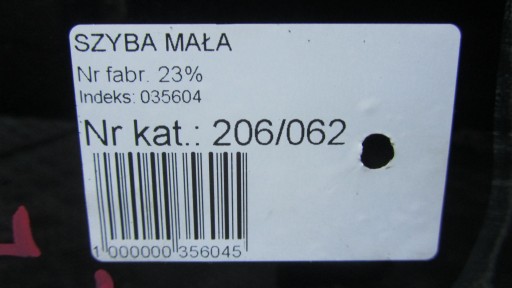 SZYBA MAŁA
Nr fabr. 23%
Indeks: 035604
Nr kat.: 206/062
1 000000 356045